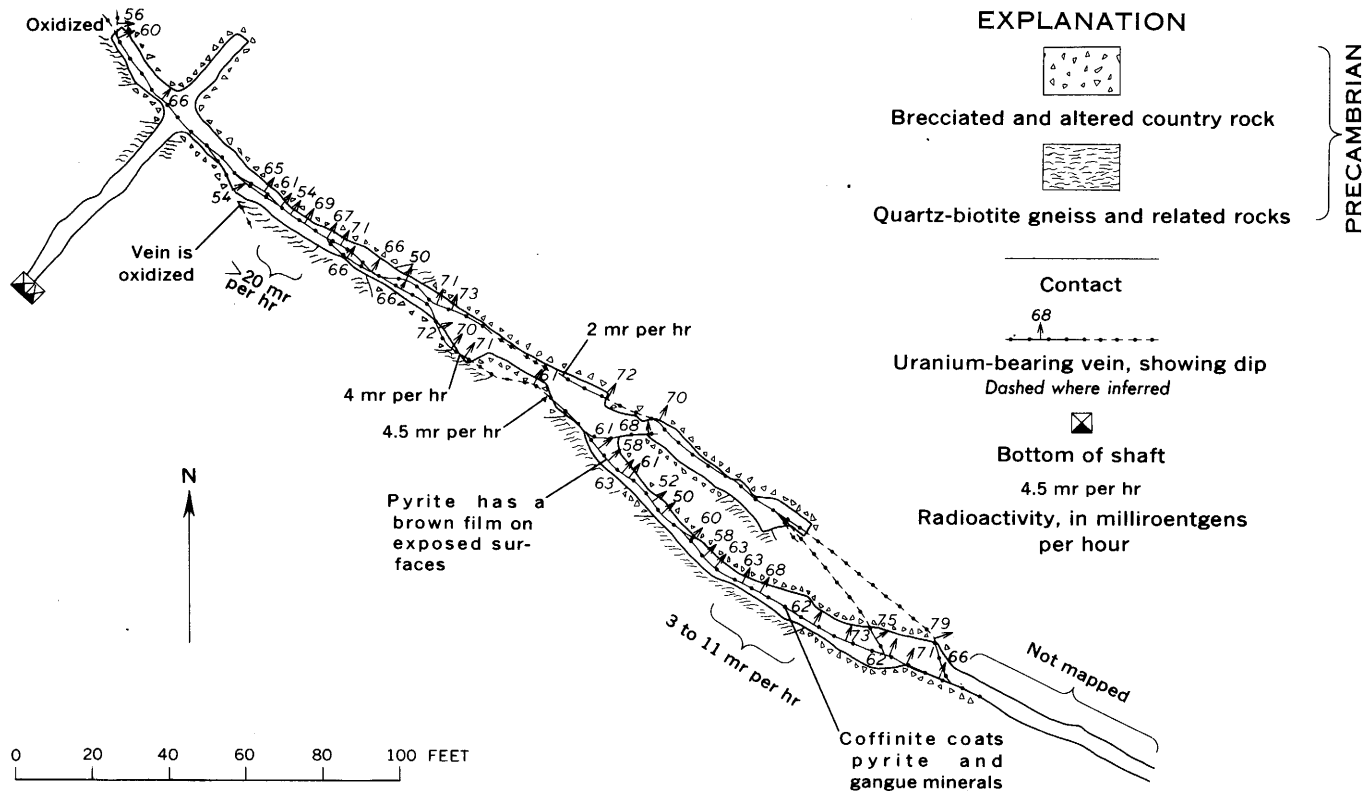 Oxidized
56
60
66
54
65
61
54
69
67
71
66
50
71
73
66
66
72
70
71
Vein is
oxidized
>20 mr
per hr
2 mr per hr
61
4 mr per hr
4.5 mr per hr
72
70
61
68
58
61
63
52
50
60
58
63
63
68
Pyrite has a
brown film on
exposed sur-
faces
3 to 11 mr per hr
62
73
75
62
71
79
66
Not mapped
Coffinite coats
pyrite and
gangue minerals
N
0 20 40 60 80 100 FEET
EXPLANATION
Brecciated and altered country rock
Quartz-biotite gneiss and related rocks
PRECAMBRIAN
Contact
68
Uranium-bearing vein, showing dip
Dashed where inferred
Bottom of shaft
4.5 mr per hr
Radioactivity, in milliroentgens
per hour